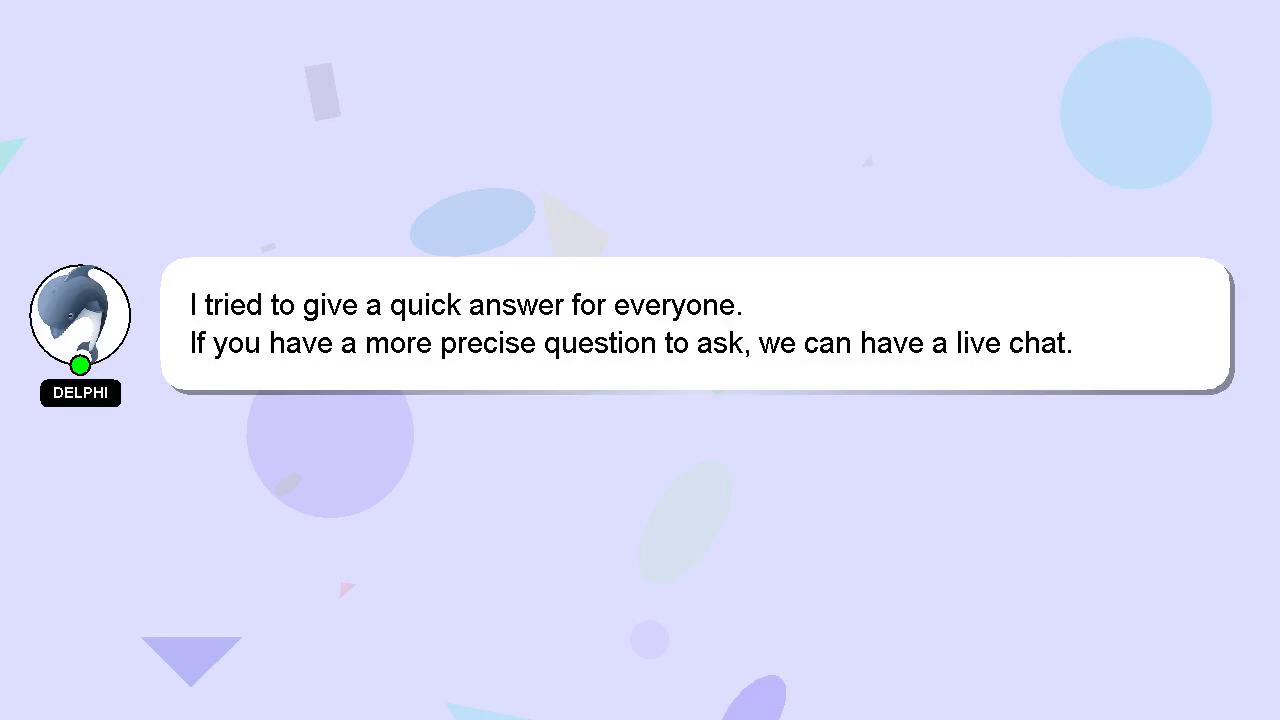 I tried to give a quick answer for everyone.
If you have a more precise question to ask, we can have a live chat.
DELPHI